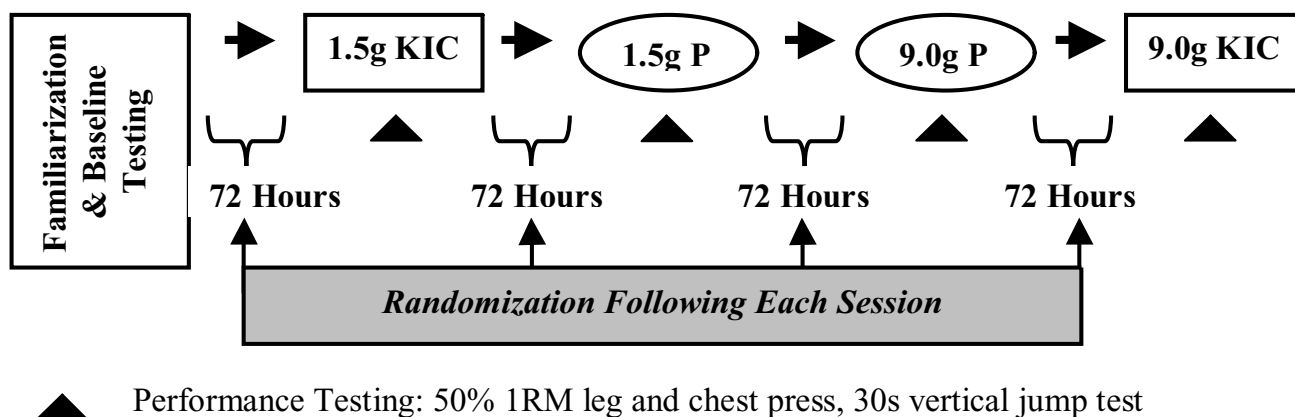 Familiarization
& Baseline
Testing
1.5g KIC
1.5g P
9.0g P
9.0g KIC
72 Hours
72 Hours
72 Hours
72 Hours
Randomization Following Each Session
Performance Testing: 50% 1RM leg and chest press, 30s vertical jump test